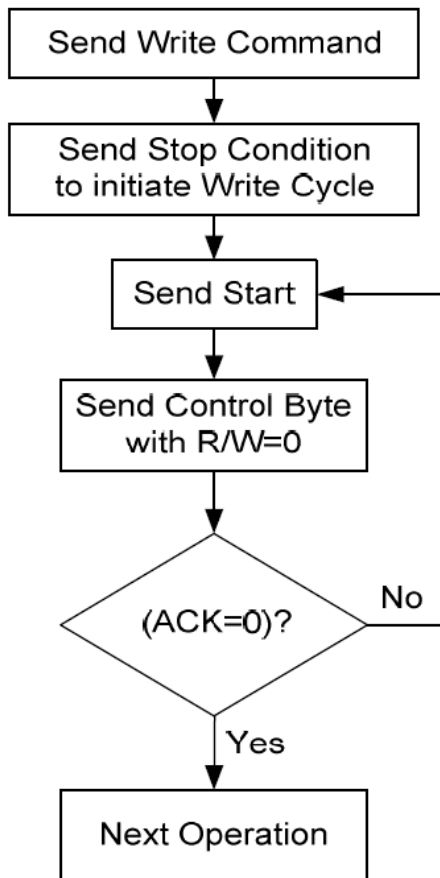 Send Write Command
Send Stop Condition
to initiate Write Cycle
Send Start
Send Control Byte
with R/W=0
(ACK=0)?
No
Yes
Next Operation